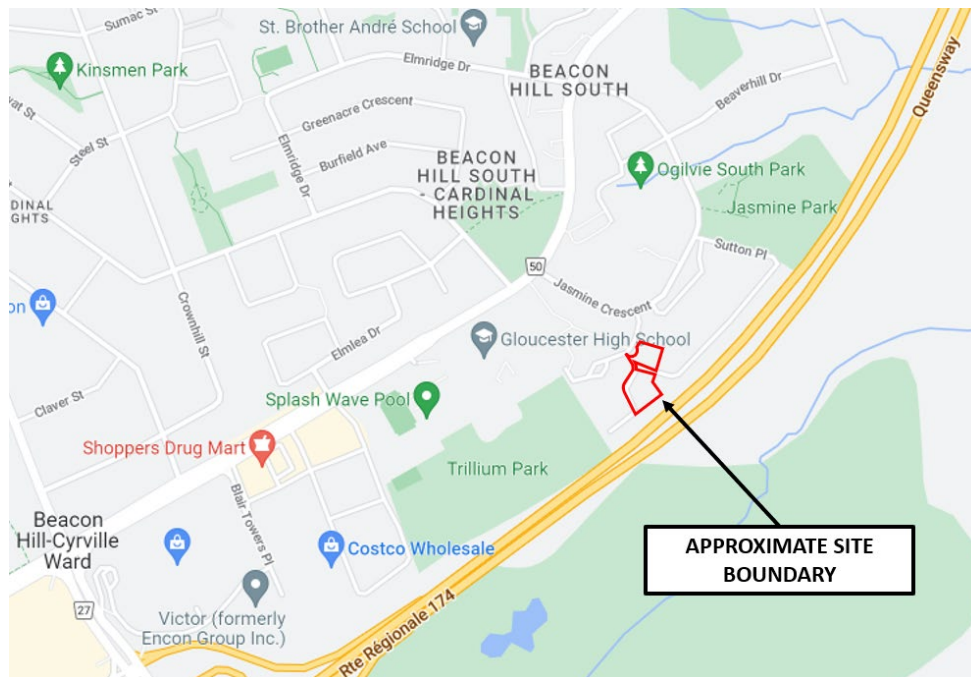 Sumac St
St. Brother André School
Kinsmen Park
Elmridge Dr
BEACON
HILL SOUTH
Queensway
Beaverhill Dr
Greenacre Crescent
Steel St
Elmridge Dr
Burfield Ave
BEACON
HILL SOUTH
- CARDINAL
HEIGHTS
Ogilvie South Park
Jasmine Park
Sutton Pl
50
Jasmine Crescent
Crownhill St
Elmlea Dr
Gloucester High School
Claver St
Splash Wave Pool
Shoppers Drug Mart
Trillium Park
Blair Towers Pl
Beacon
Hill-Cyrville
Ward
Costco Wholesale
APPROXIMATE SITE
BOUNDARY
27
Victor (formerly
Encon Group Inc.)
Rte Régionale 174